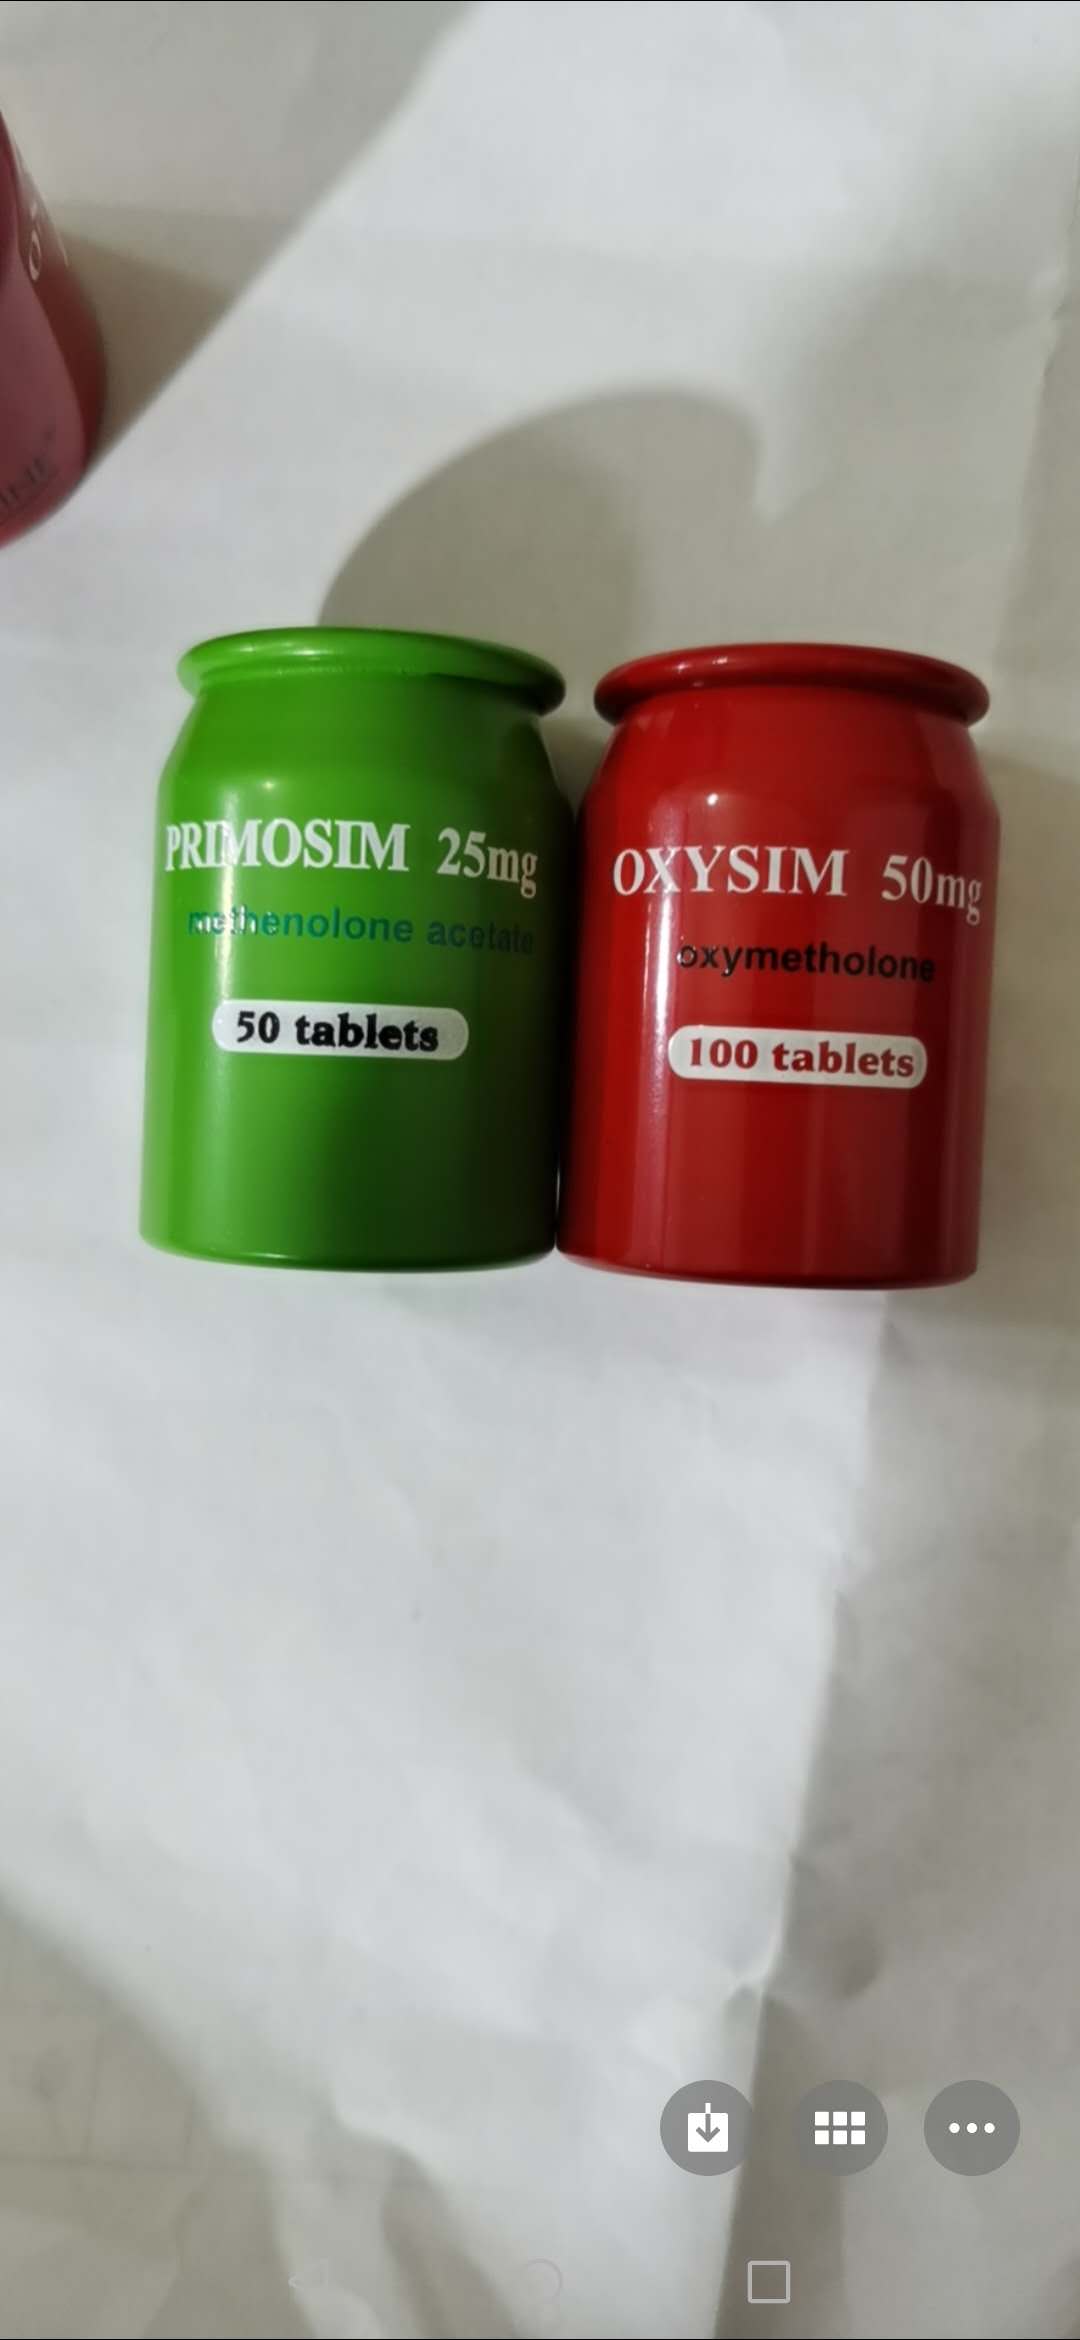 PRIMOSIM 25mg
methenolone acetate
50 tablets
OXYSIM 50mg
oxymetholone
100 tablets